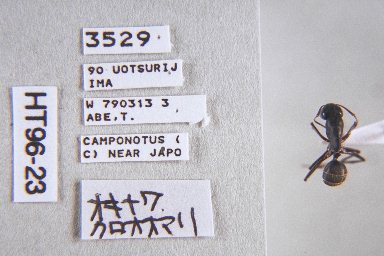 3529
90 UOTSURIJ
IMA
W 790313 3
ABE,T.
CAMPONOTUS (
C) NEAR JAPO
HT96-23
オキナワ
クロオオアリ